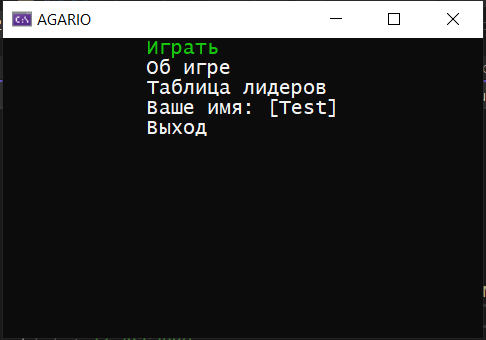 AGARIO
Играть
Об игре
Таблица лидеров
Ваше имя: [Test]
Выход